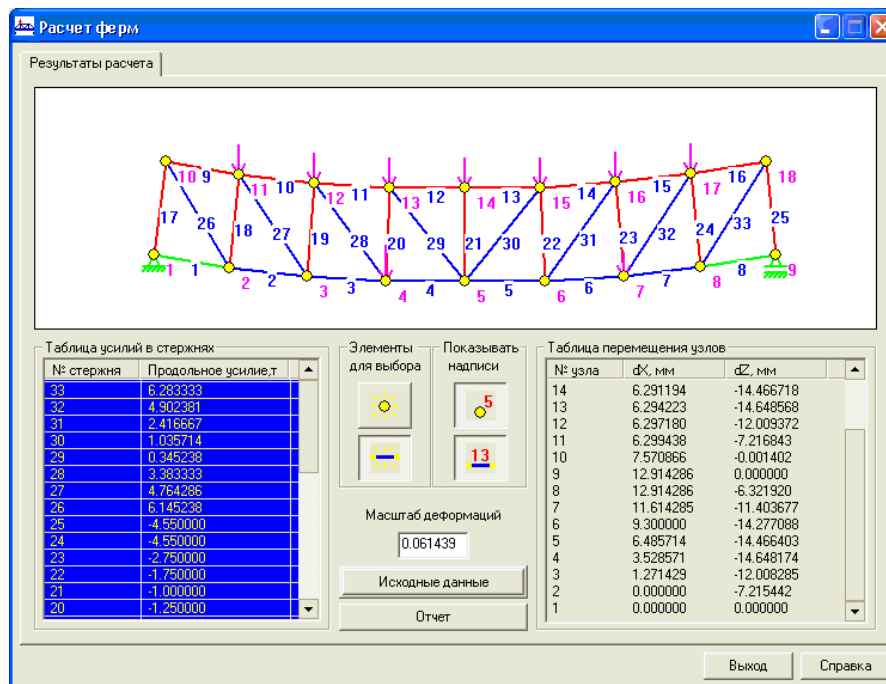 Расчет ферм
Результаты расчета
10 9 11 10 12 11 13 12 14 13 15 14 16 15 17 16 18
17 26 18 27 19 28 20 29 21 30 22 31 23 32 24 33 25
1 1 2 2 3 3 4 4 5 5 6 6 7 7 8 8 9
Таблица усилий в стержнях
№ стержня Продольное усилие,т
33 6.283333
32 4.902381
31 2.416667
30 1.035714
29 0.345238
28 3.383333
27 4.764286
26 6.145238
25 -4.550000
24 -4.550000
23 -2.750000
22 -1.750000
21 -1.000000
20 -1.250000
Элементы для выбора
Показывать надписи
5
13
Масштаб деформаций
0.061439
Исходные данные
Отчет
Таблица перемещения узлов
№ узла dX, мм dZ, мм
14 6.291194 -14.466718
13 6.294223 -14.648568
12 6.297180 -12.009372
11 6.299438 -7.216843
10 7.570866 -0.001402
9 12.914286 0.000000
8 12.914286 -6.321920
7 11.614285 -11.403677
6 9.300000 -14.277088
5 6.485714 -14.466403
4 3.528571 -14.648174
3 1.271429 -12.008285
2 0.000000 -7.215442
1 0.000000 0.000000
Выход
Справка